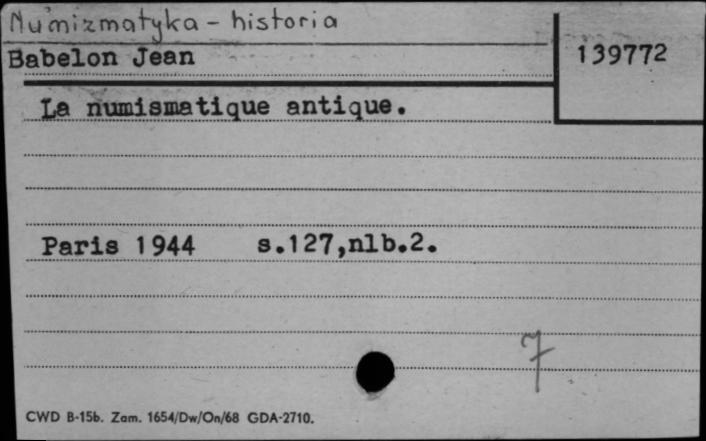 Numizmatyka - historia
Babelon Jean
139772
La numismatique antique.
Paris 1944 s.127,nlb.2.
7
CWD B-15b. Zam. 1654/Dw/On/68 GDA-2710.